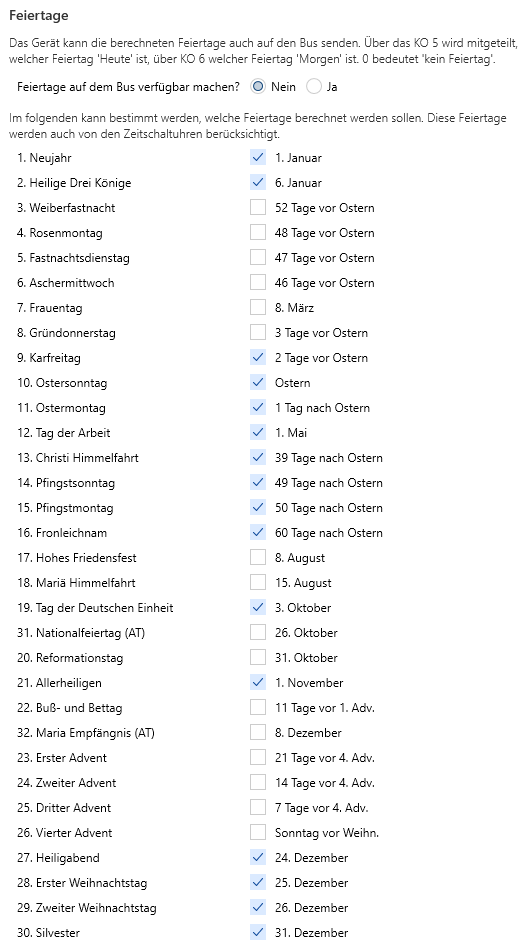 Feiertage
Das Gerät kann die berechneten Feiertage auch auf den Bus senden. Über das KO 5 wird mitgeteilt,
welcher Feiertag 'Heute' ist, über KO 6 welcher Feiertag 'Morgen' ist. 0 bedeutet 'kein Feiertag'.
Feiertage auf dem Bus verfügbar machen? Nein Ja
Im folgenden kann bestimmt werden, welche Feiertage berechnet werden sollen. Diese Feiertage
werden auch von den Zeitschaltuhren berücksichtigt.
1. Neujahr 1. Januar
2. Heilige Drei Könige 6. Januar
3. Weiberfastnacht 52 Tage vor Ostern
4. Rosenmontag 48 Tage vor Ostern
5. Fastnachtsdienstag 47 Tage vor Ostern
6. Aschermittwoch 46 Tage vor Ostern
7. Frauentag 8. März
8. Gründonnerstag 3 Tage vor Ostern
9. Karfreitag 2 Tage vor Ostern
10. Ostersonntag Ostern
11. Ostermontag 1 Tag nach Ostern
12. Tag der Arbeit 1. Mai
13. Christi Himmelfahrt 39 Tage nach Ostern
14. Pfingstsonntag 49 Tage nach Ostern
15. Pfingstmontag 50 Tage nach Ostern
16. Fronleichnam 60 Tage nach Ostern
17. Hohes Friedensfest 8. August
18. Mariä Himmelfahrt 15. August
19. Tag der Deutschen Einheit 3. Oktober
31. Nationalfeiertag (AT) 26. Oktober
20. Reformationstag 31. Oktober
21. Allerheiligen 1. November
22. Buß- und Bettag 11 Tage vor 1. Adv.
32. Maria Empfängnis (AT) 8. Dezember
23. Erster Advent 21 Tage vor 4. Adv.
24. Zweiter Advent 14 Tage vor 4. Adv.
25. Dritter Advent 7 Tage vor 4. Adv.
26. Vierter Advent Sonntag vor Weihn.
27. Heiligabend 24. Dezember
28. Erster Weihnachtstag 25. Dezember
29. Zweiter Weihnachtstag 26. Dezember
30. Silvester 31. Dezember